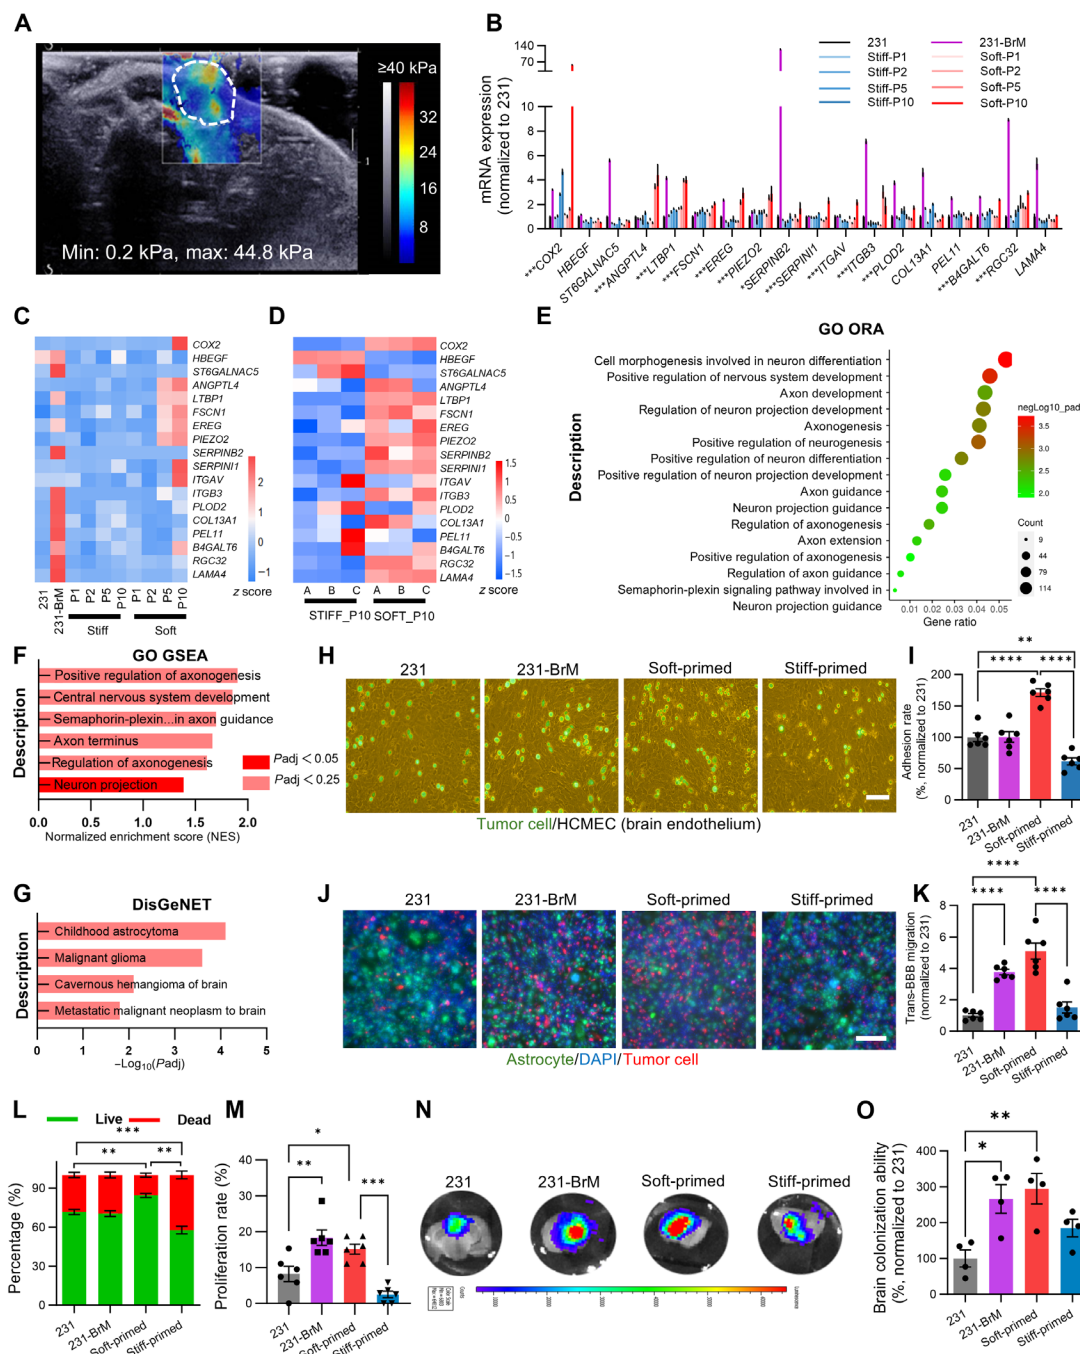 A
≥40 kPa
32
24
16
8
1
Min: 0.2 kPa, max: 44.8 kPa
B
mRNA expression
(normalized to 231)
140
70
10
8
6
4
2
0
231
Stiff-P1
Stiff-P2
Stiff-P5
Stiff-P10
231-BrM
Soft-P1
Soft-P2
Soft-P5
Soft-P10
***COX2
HBEGF
ST6GALNAC5
***ANGPTL4
***LTBP1
***FSCN1
***EREG
***PIEZO2
*SERPINB2
***SERPINI1
***ITGAV
***ITGB3
***PLOD2
COL13A1
PEL11
***B4GALT6
***RGC32
LAMA4
C
COX2
HBEGF
ST6GALNAC5
ANGPTL4
LTBP1
FSCN1
EREG
PIEZO2
SERPINB2
SERPINI1
ITGAV
ITGB3
PLOD2
COL13A1
PEL11
B4GALT6
RGC32
LAMA4
2
1
0
−1
z score
231
231-BrM
P1 P2 P5 P10 P1 P2 P5 P10
Stiff Soft
D
COX2
HBEGF
ST6GALNAC5
ANGPTL4
LTBP1
FSCN1
EREG
PIEZO2
SERPINB2
SERPINI1
ITGAV
ITGB3
PLOD2
COL13A1
PEL11
B4GALT6
RGC32
LAMA4
1.5
1
0.5
0
−0.5
−1
−1.5
z score
A B C A B C
STIFF_P10 SOFT_P10
E
GO ORA
Description
Cell morphogenesis involved in neuron differentiation
Positive regulation of nervous system development
Axon development
Regulation of neuron projection development
Axonogenesis
Positive regulation of neurogenesis
Positive regulation of neuron differentiation
Positive regulation of neuron projection development
Axon guidance
Neuron projection guidance
Regulation of axonogenesis
Axon extension
Positive regulation of axonogenesis
Regulation of axon guidance
Semaphorin-plexin signaling pathway involved in
Neuron projection guidance
0.01 0.02 0.03 0.04 0.05
Gene ratio
negLog10_padj
3.5
3.0
2.5
2.0
Count
9
44
79
114
F
GO GSEA
Description
Positive regulation of axonogenesis
Central nervous system development
Semaphorin-plexin...in axon guidance
Axon terminus
Regulation of axonogenesis
Neuron projection
Padj < 0.05
Padj < 0.25
0.0 0.5 1.0 1.5 2.0
Normalized enrichment score (NES)
G
DisGeNET
Description
Childhood astrocytoma
Malignant glioma
Cavernous hemangioma of brain
Metastatic malignant neoplasm to brain
0 1 2 3 4 5
−Log10(Padj)
H
231
231-BrM
Soft-primed
Stiff-primed
Tumor cell/HCMEC (brain endothelium)
I
Adhesion rate
(%, normalized to 231)
200
150
100
50
0
**
**** ****
231
231-BrM
Soft-primed
Stiff-primed
J
231
231-BrM
Soft-primed
Stiff-primed
Astrocyte/DAPI/Tumor cell
K
Trans-BBB migration
(normalized to 231)
8
6
4
2
0
****
**** ****
231
231-BrM
Soft-primed
Stiff-primed
L
Live Dead
Percentage (%)
90
60
30
0
***
** **
231
231-BrM
Soft-primed
Stiff-primed
M
Proliferation rate (%)
40
30
20
10
0
*
** ***
231
231-BrM
Soft-primed
Stiff-primed
N
231
231-BrM
Soft-primed
Stiff-primed
O
Brain colonization ability
(%, normalized to 231)
400
300
200
100
0
**
*
231
231-BrM
Soft-primed
Stiff-primed